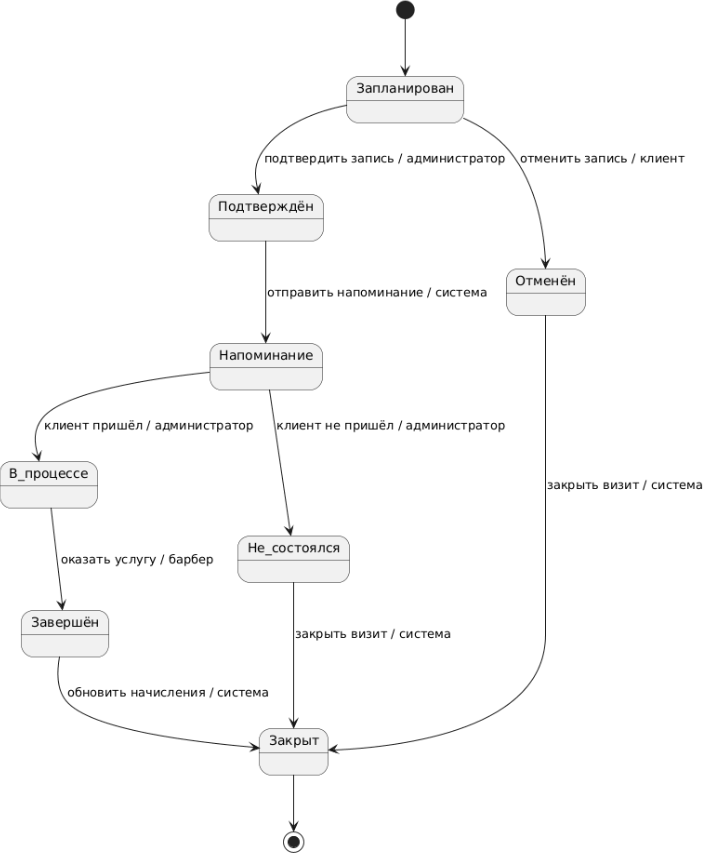 Запланирован
подтвердить запись / администратор
отменить запись / клиент
Подтверждён
Отменён
отправить напоминание / система
Напоминание
клиент пришёл / администратор
клиент не пришёл / администратор
В_процессе
закрыть визит / система
Не_состоялся
оказать услугу / барбер
Завершён
закрыть визит / система
обновить начисления / система
Закрыт